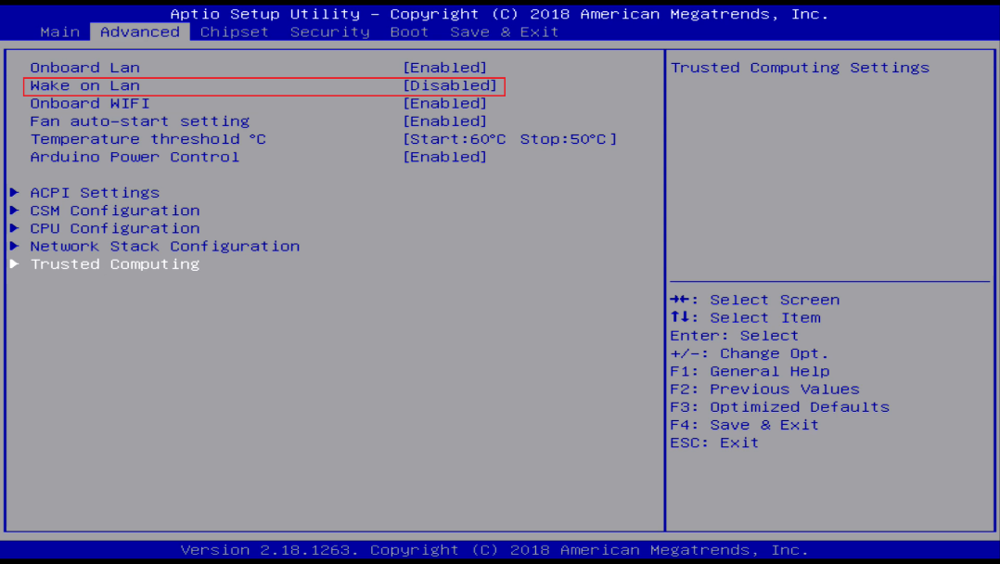 Aptio Setup Utility – Copyright (C) 2018 American Megatrends, Inc.
Main Advanced Chipset Security Boot Save & Exit
Onboard Lan [Enabled]
Wake on Lan [Disabled]
Onboard WIFI [Enabled]
Fan auto-start setting [Enabled]
Temperature threshold °C [Start:60°C Stop:50°C]
Arduino Power Control [Enabled]
▶ ACPI Settings
▶ CSM Configuration
▶ CPU Configuration
▶ Network Stack Configuration
▶ Trusted Computing
Trusted Computing Settings
→←: Select Screen
↑↓: Select Item
Enter: Select
+/-: Change Opt.
F1: General Help
F2: Previous Values
F3: Optimized Defaults
F4: Save & Exit
ESC: Exit
Version 2.18.1263. Copyright (C) 2018 American Megatrends, Inc.